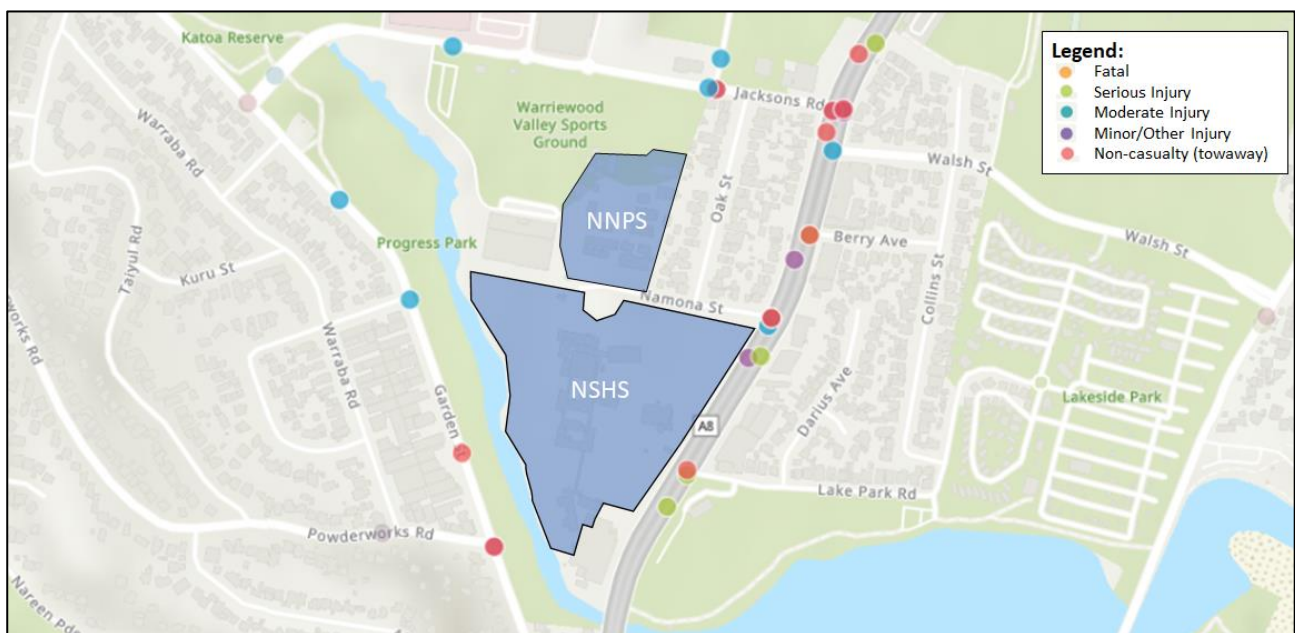 Katoa Reserve
Warraba Rd
Warriewood
Valley Sports
Ground
Jacksons Rd
Legend:
Fatal
Serious Injury
Moderate Injury
Minor/Other Injury
Non-casualty (towaway)
Walsh St
Oak St
NNPS
Taiyul Rd
Progress Park
Kuru St
Berry Ave
Walsh St
Collins St
Namona St
Warraba Rd
Garden
NSHS
Darius Ave
Lakeside Park
A8
Lake Park Rd
Powderworks Rd